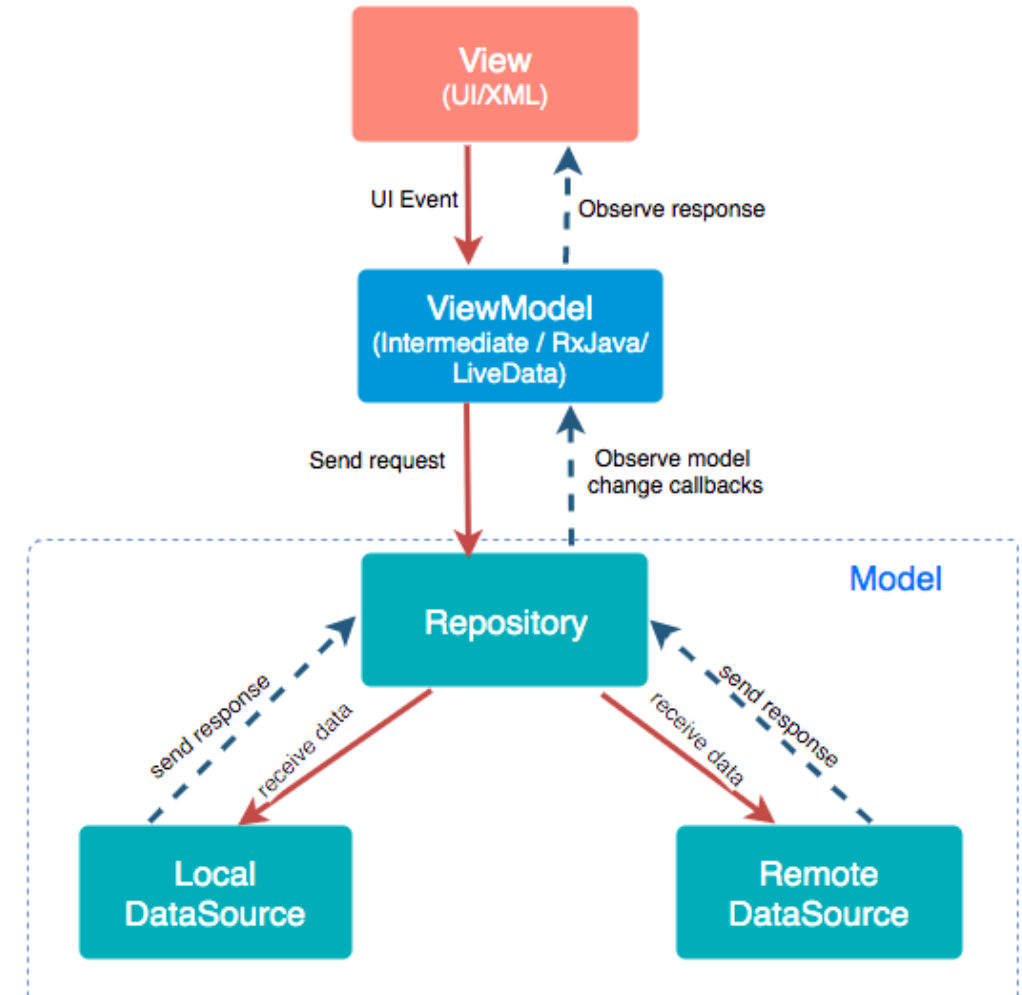 View
(UI/XML)
UI Event
Observe response
ViewModel
(Intermediate / RxJava/
LiveData)
Send request
Observe model
change callbacks
Model
Repository
send response
receive data
receive data
send response
Local
DataSource
Remote
DataSource